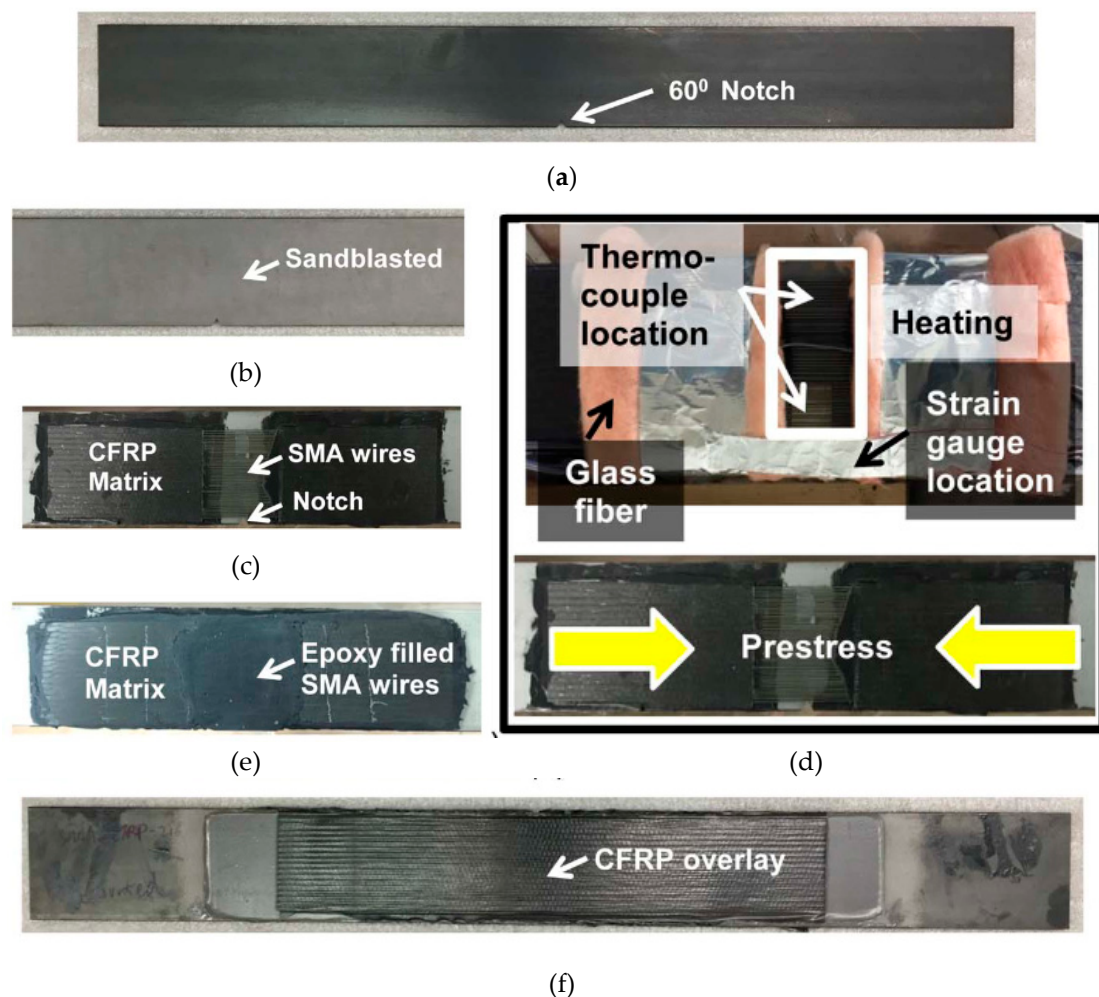 60⁰ Notch
(a)
Sandblasted
(b)
CFRP
Matrix
SMA wires
Notch
(c)
Thermo-
couple
location
Heating
Strain
gauge
location
Glass
fiber
Prestress
(d)
CFRP
Matrix
Epoxy filled
SMA wires
(e)
CFRP overlay
(f)